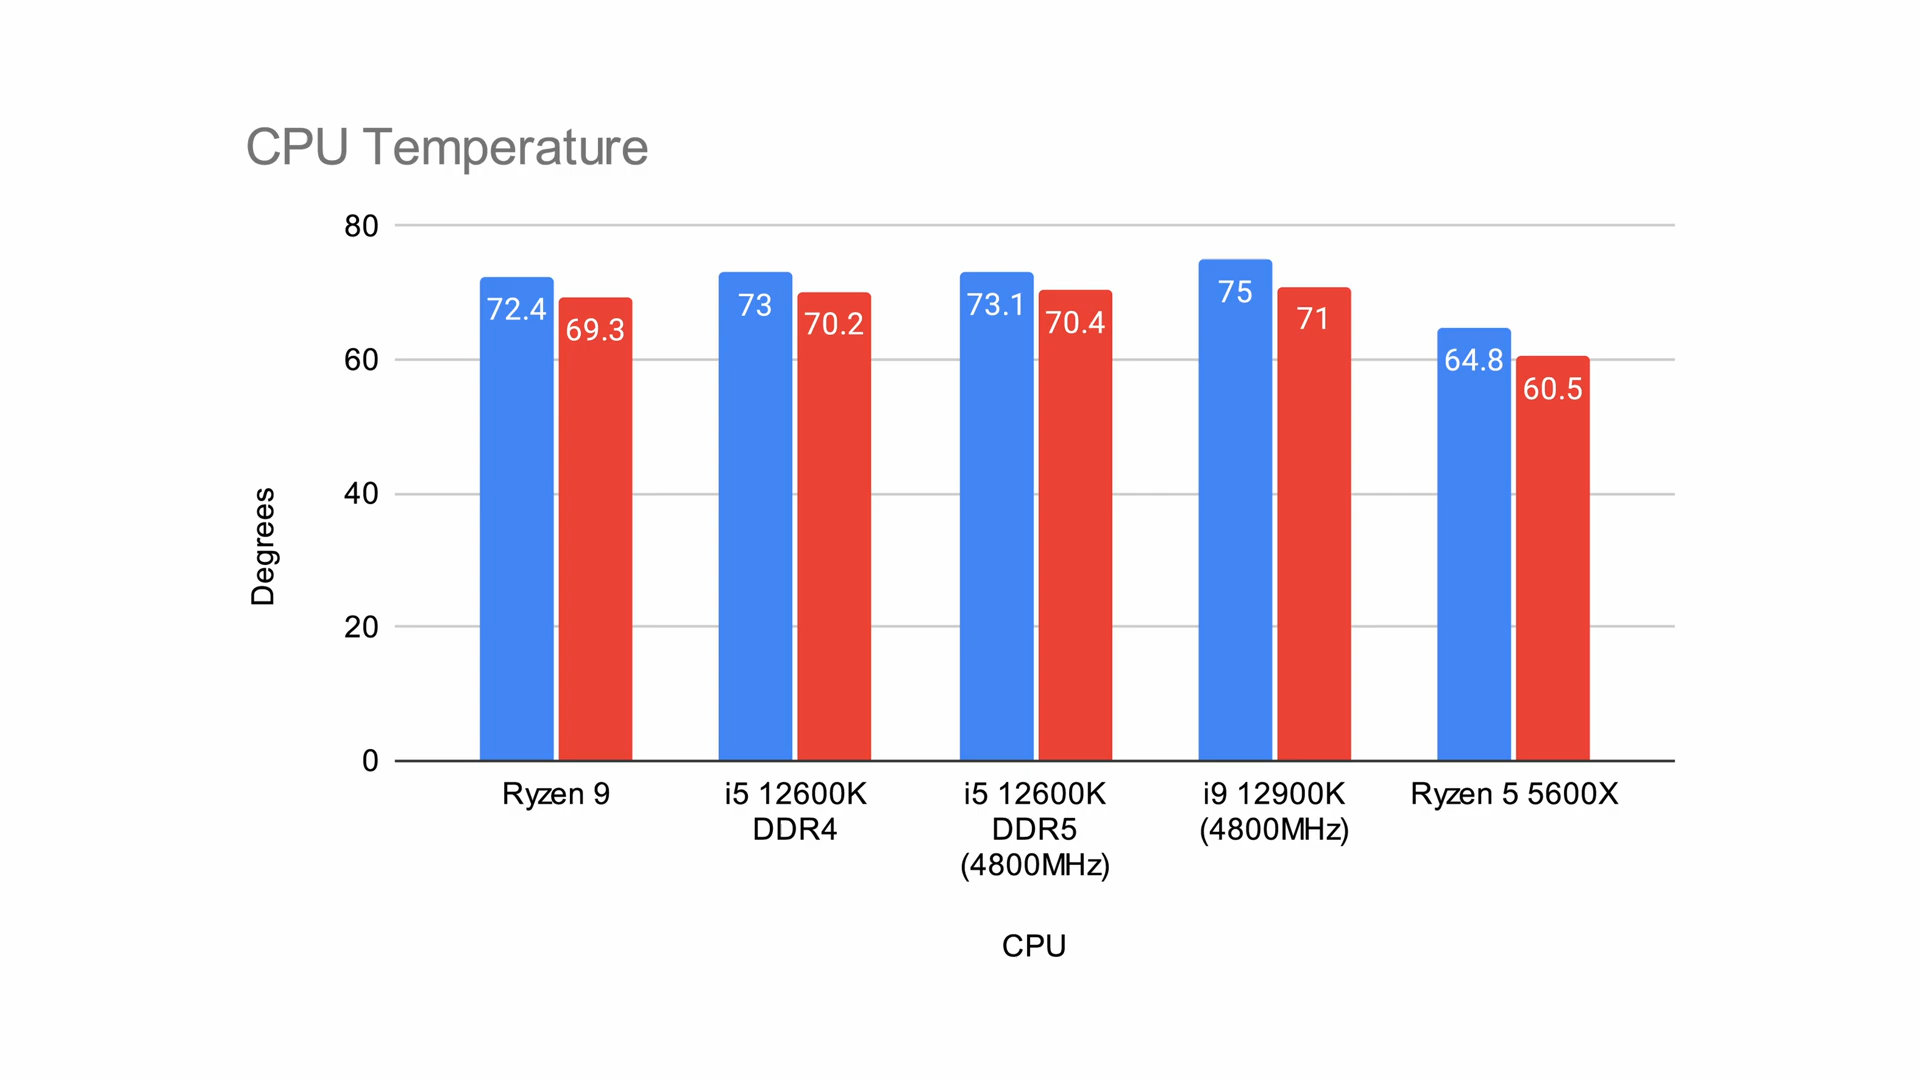 CPU Temperature
80
60
40
20
0
Degrees
72.4
69.3
73
70.2
73.1
70.4
75
71
64.8
60.5
Ryzen 9
i5 12600K
DDR4
i5 12600K
DDR5
(4800MHz)
i9 12900K
(4800MHz)
Ryzen 5 5600X
CPU